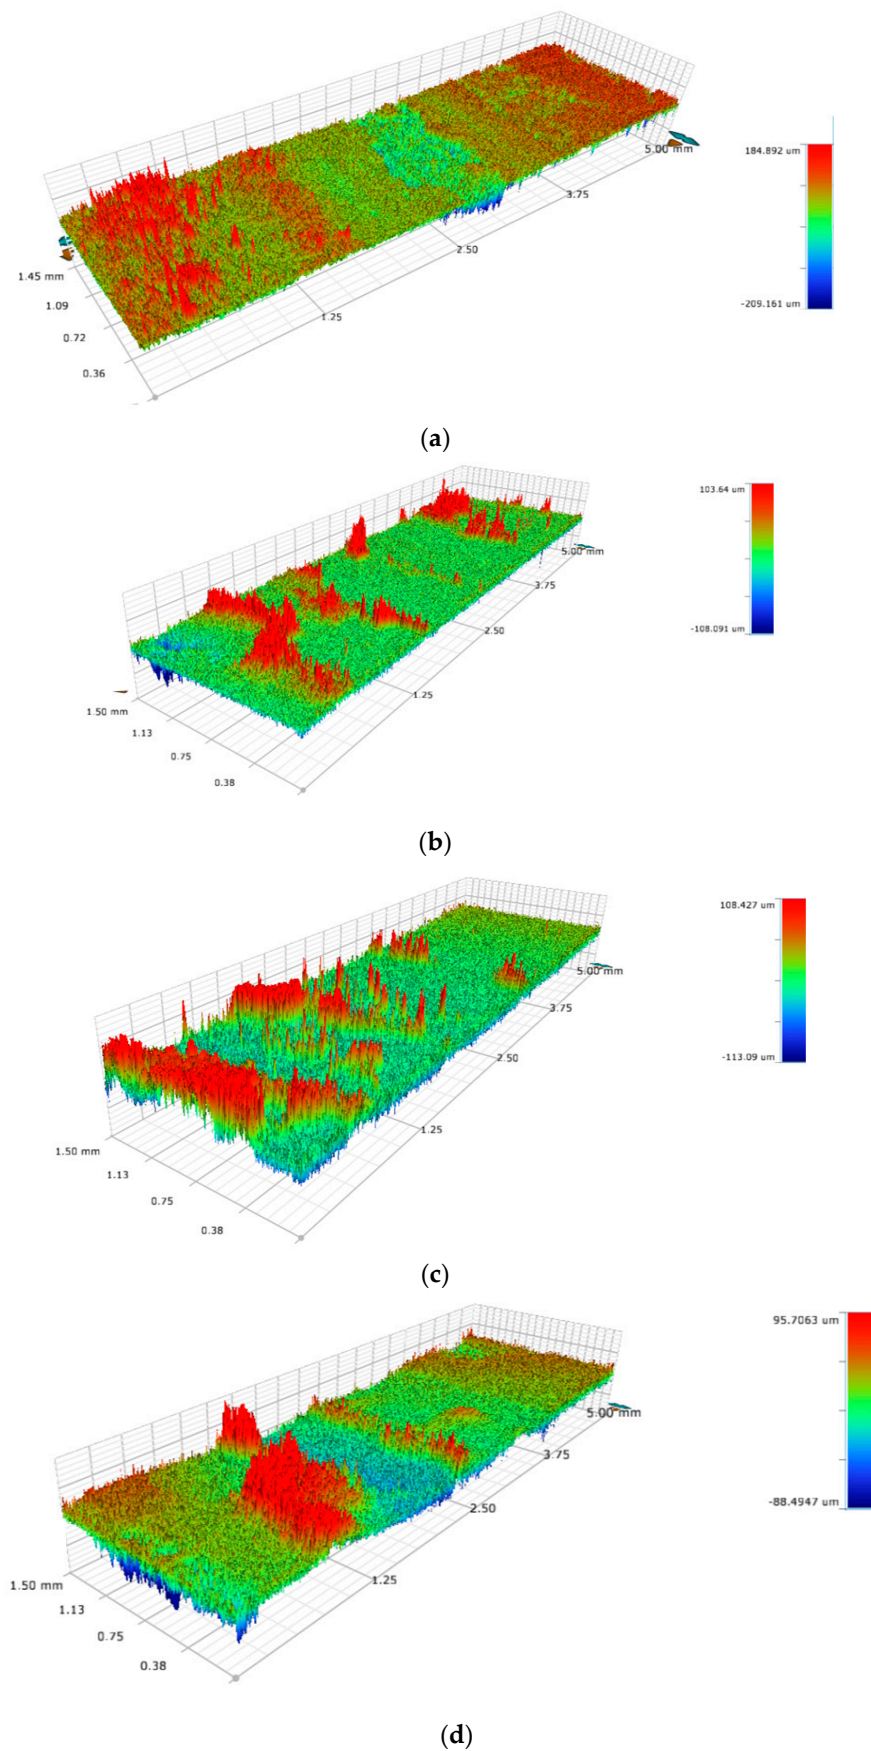 184.892 um
5.00 mm
3.75
2.50
1.45 mm
1.09
-209.161 um
1.25
0.72
0.36
(a)
103.64 um
5.00 mm
3.75
2.50
-108.091 um
1.25
1.50 mm
1.13
0.75
0.38
(b)
108.427 um
5.00 mm
3.75
2.50
-113.09 um
1.25
1.50 mm
1.13
0.75
0.38
(c)
95.7063 um
5.00 mm
3.75
-88.4947 um
2.50
1.50 mm
1.25
1.13
0.75
0.38
(d)